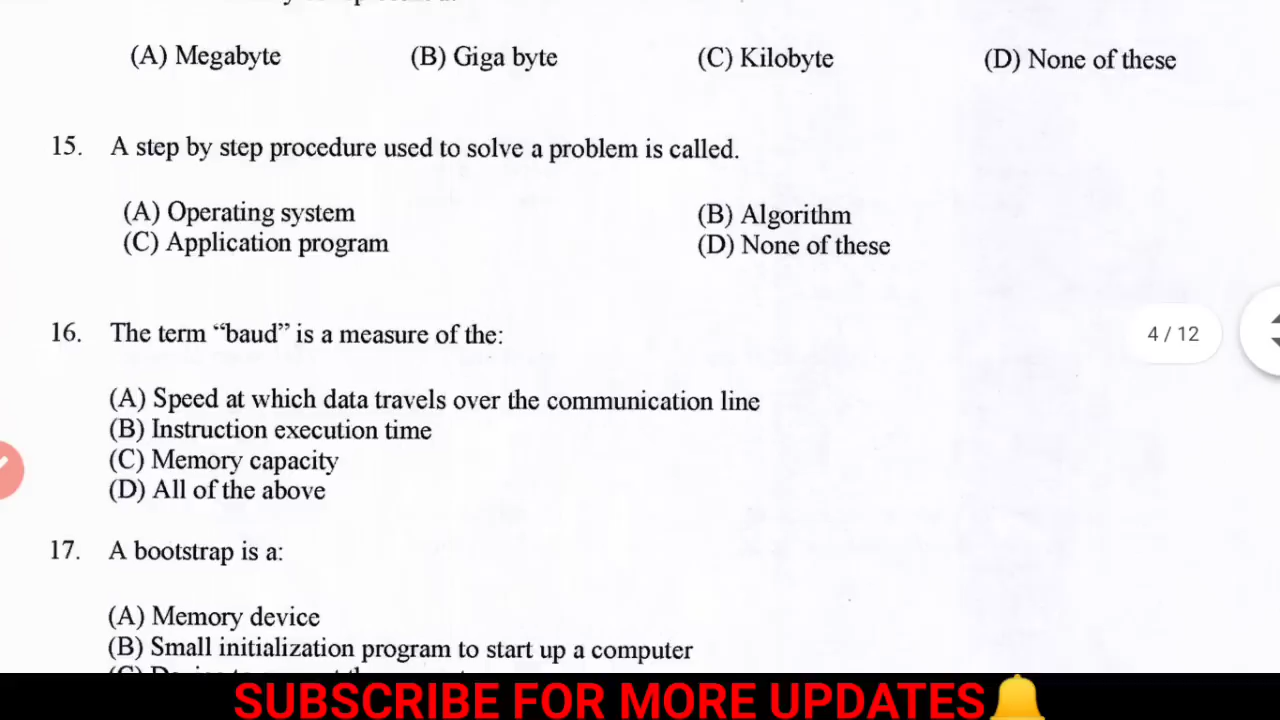 (A) Megabyte (B) Giga byte (C) Kilobyte (D) None of these
15. A step by step procedure used to solve a problem is called.
(A) Operating system (B) Algorithm
(C) Application program (D) None of these
16. The term “baud” is a measure of the:
4 / 12
(A) Speed at which data travels over the communication line
(B) Instruction execution time
(C) Memory capacity
(D) All of the above
17. A bootstrap is a:
(A) Memory device
(B) Small initialization program to start up a computer
SUBSCRIBE FOR MORE UPDATES